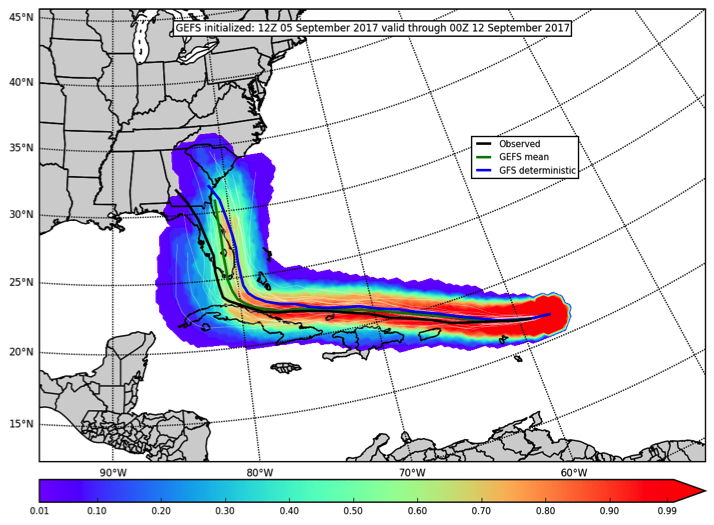 45°N
GEFS initialized: 12Z 05 September 2017 valid through 00Z 12 September 2017
40°N
35°N
Observed
GEFS mean
GFS deterministic
30°N
25°N
20°N
15°N
90°W 80°W 70°W 60°W
0.01 0.10 0.20 0.30 0.40 0.50 0.60 0.70 0.80 0.90 0.99